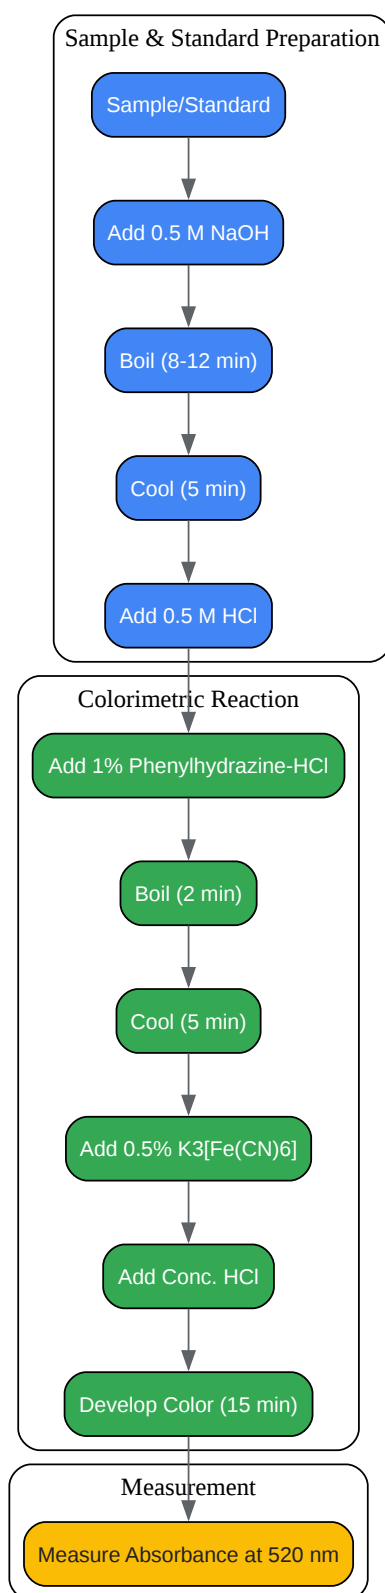 Sample & Standard Preparation
Sample/Standard
Add 0.5 M NaOH
Boil (8-12 min)
Cool (5 min)
Add 0.5 M HCl
Colorimetric Reaction
Add 1% Phenylhydrazine-HCl
Boil (2 min)
Cool (5 min)
Add 0.5% K3[Fe(CN)6]
Add Conc. HCl
Develop Color (15 min)
Measurement
Measure Absorbance at 520 nm